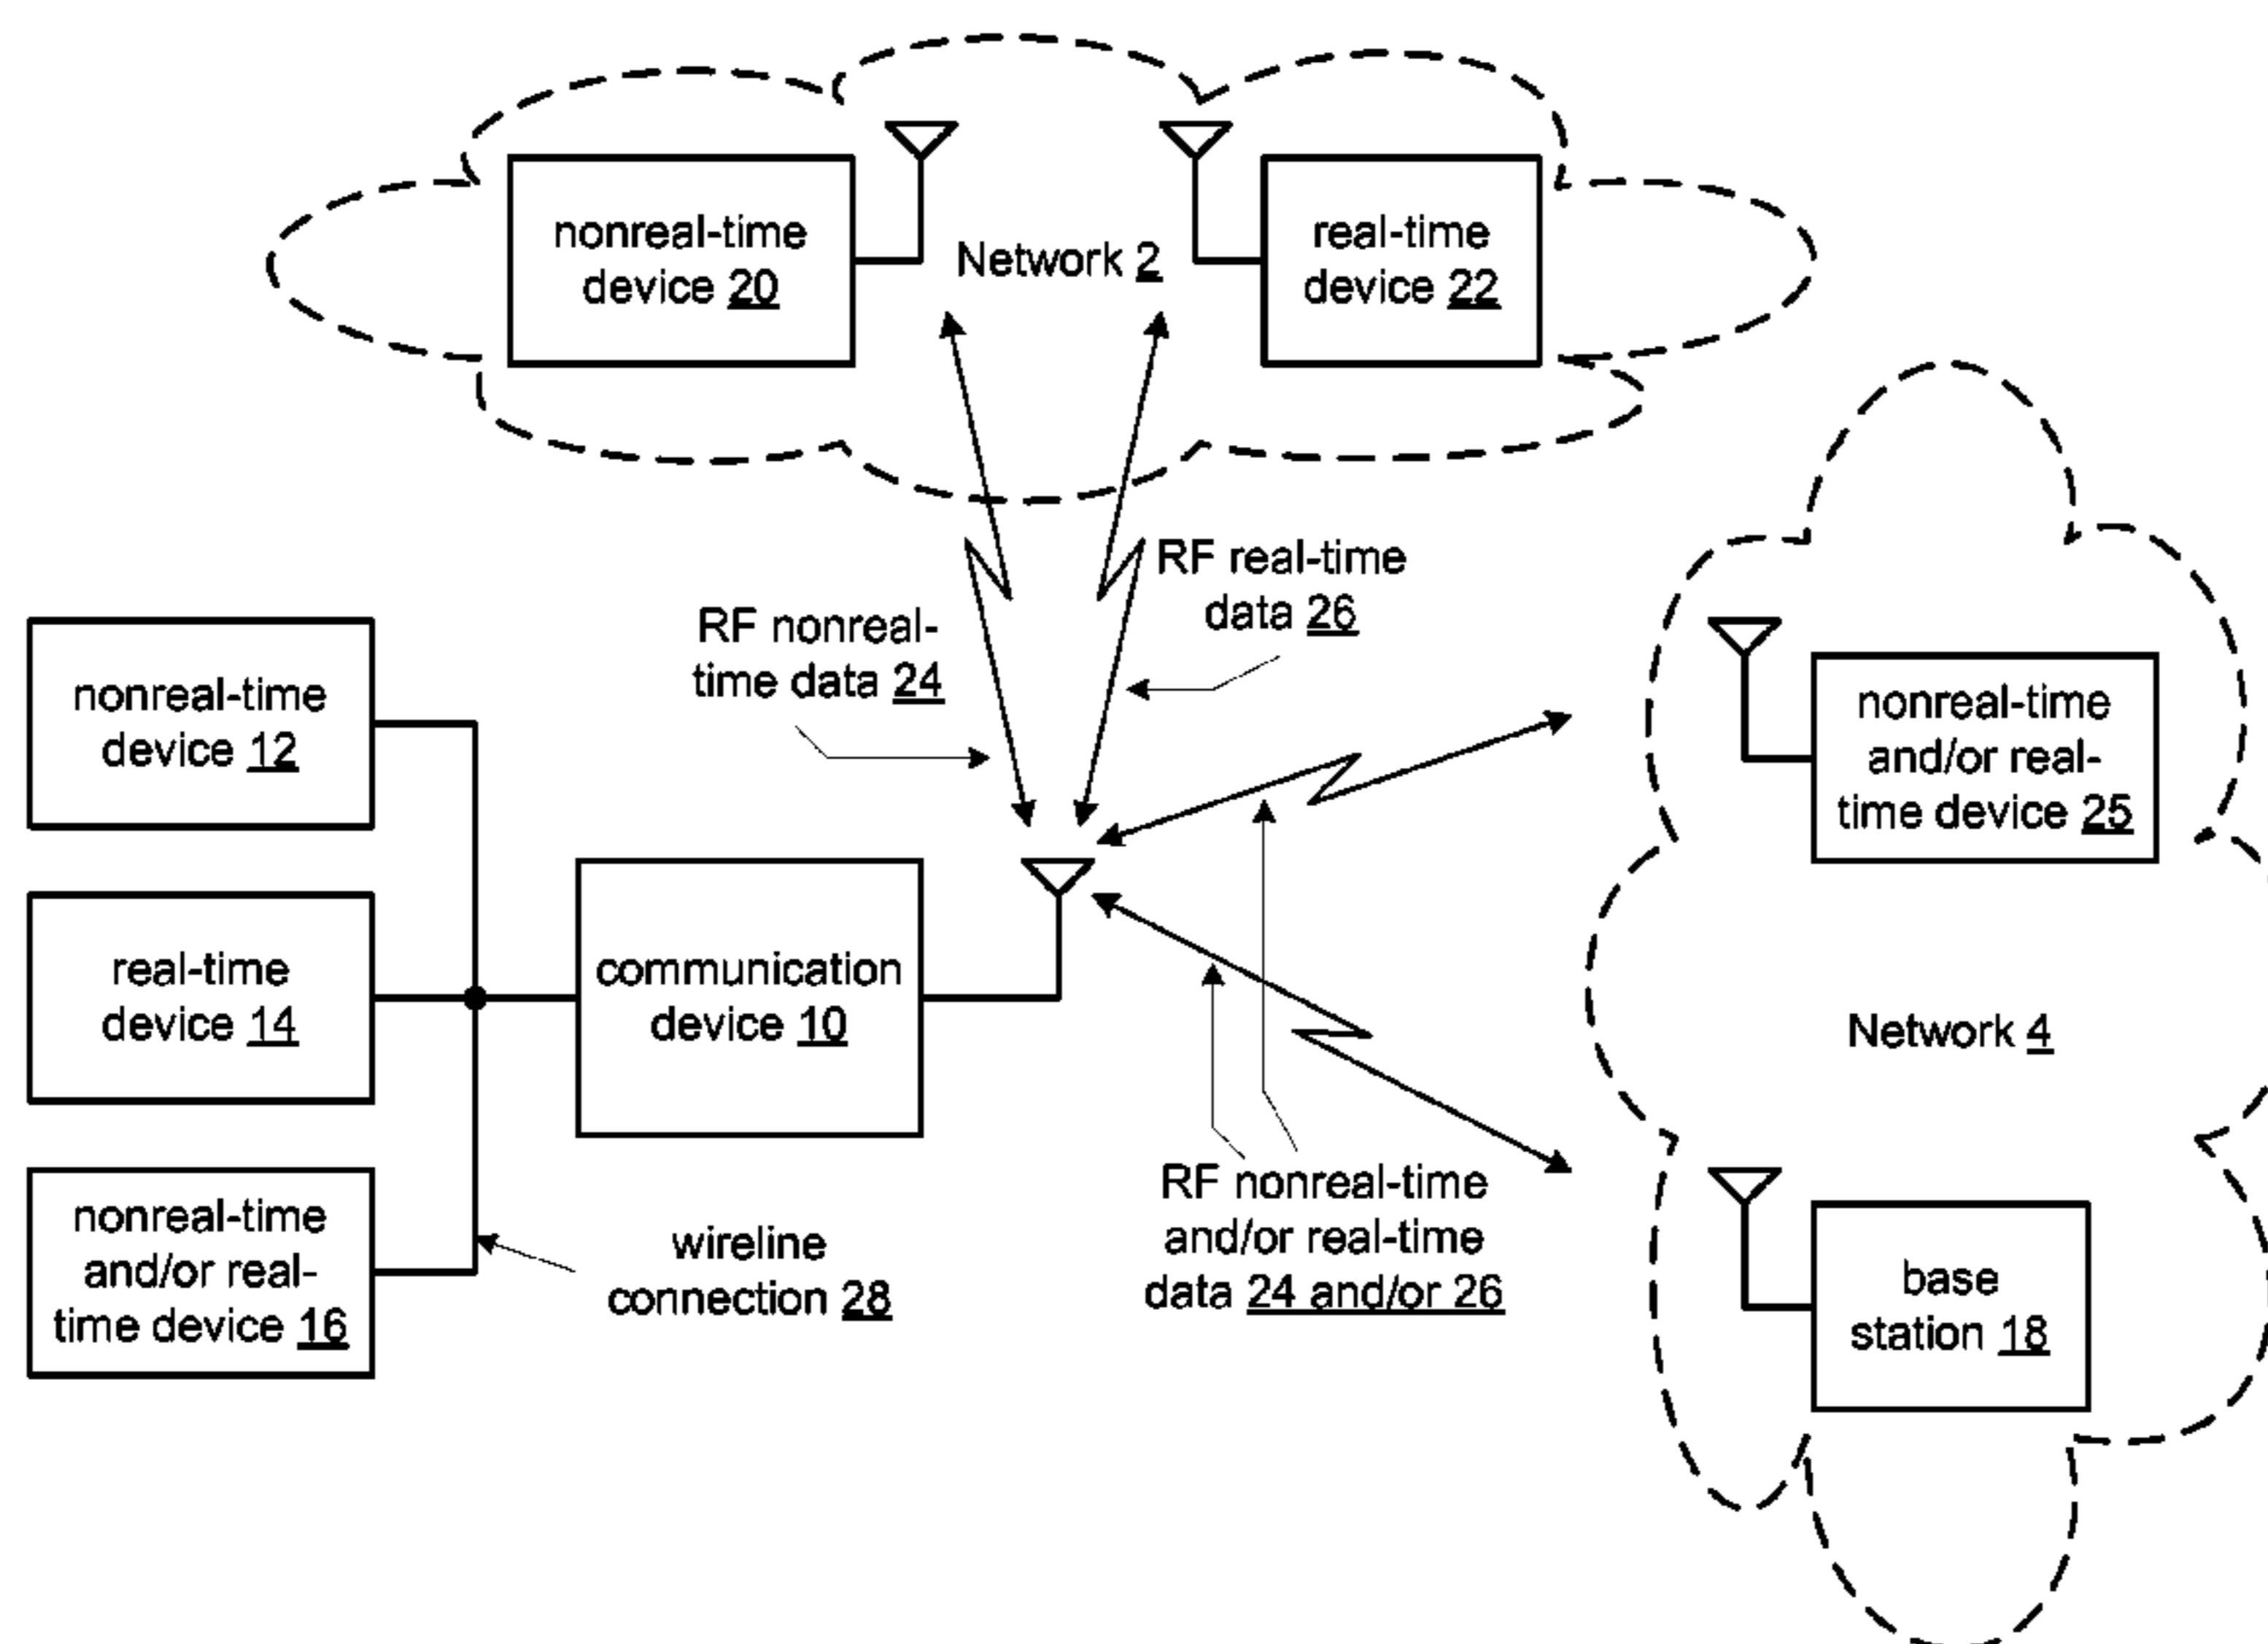 nonreal-time
device 20
Network 2
real-time
device 22
RF real-time
data 26
RF nonreal-
time data 24
nonreal-time
device 12
nonreal-time
and/or real-
time device 25
real-time
device 14
communication
device 10
Network 4
nonreal-time
and/or real-
time device 16
wireline
connection 28
RF nonreal-time
and/or real-time
data 24 and/or 26
base
station 18